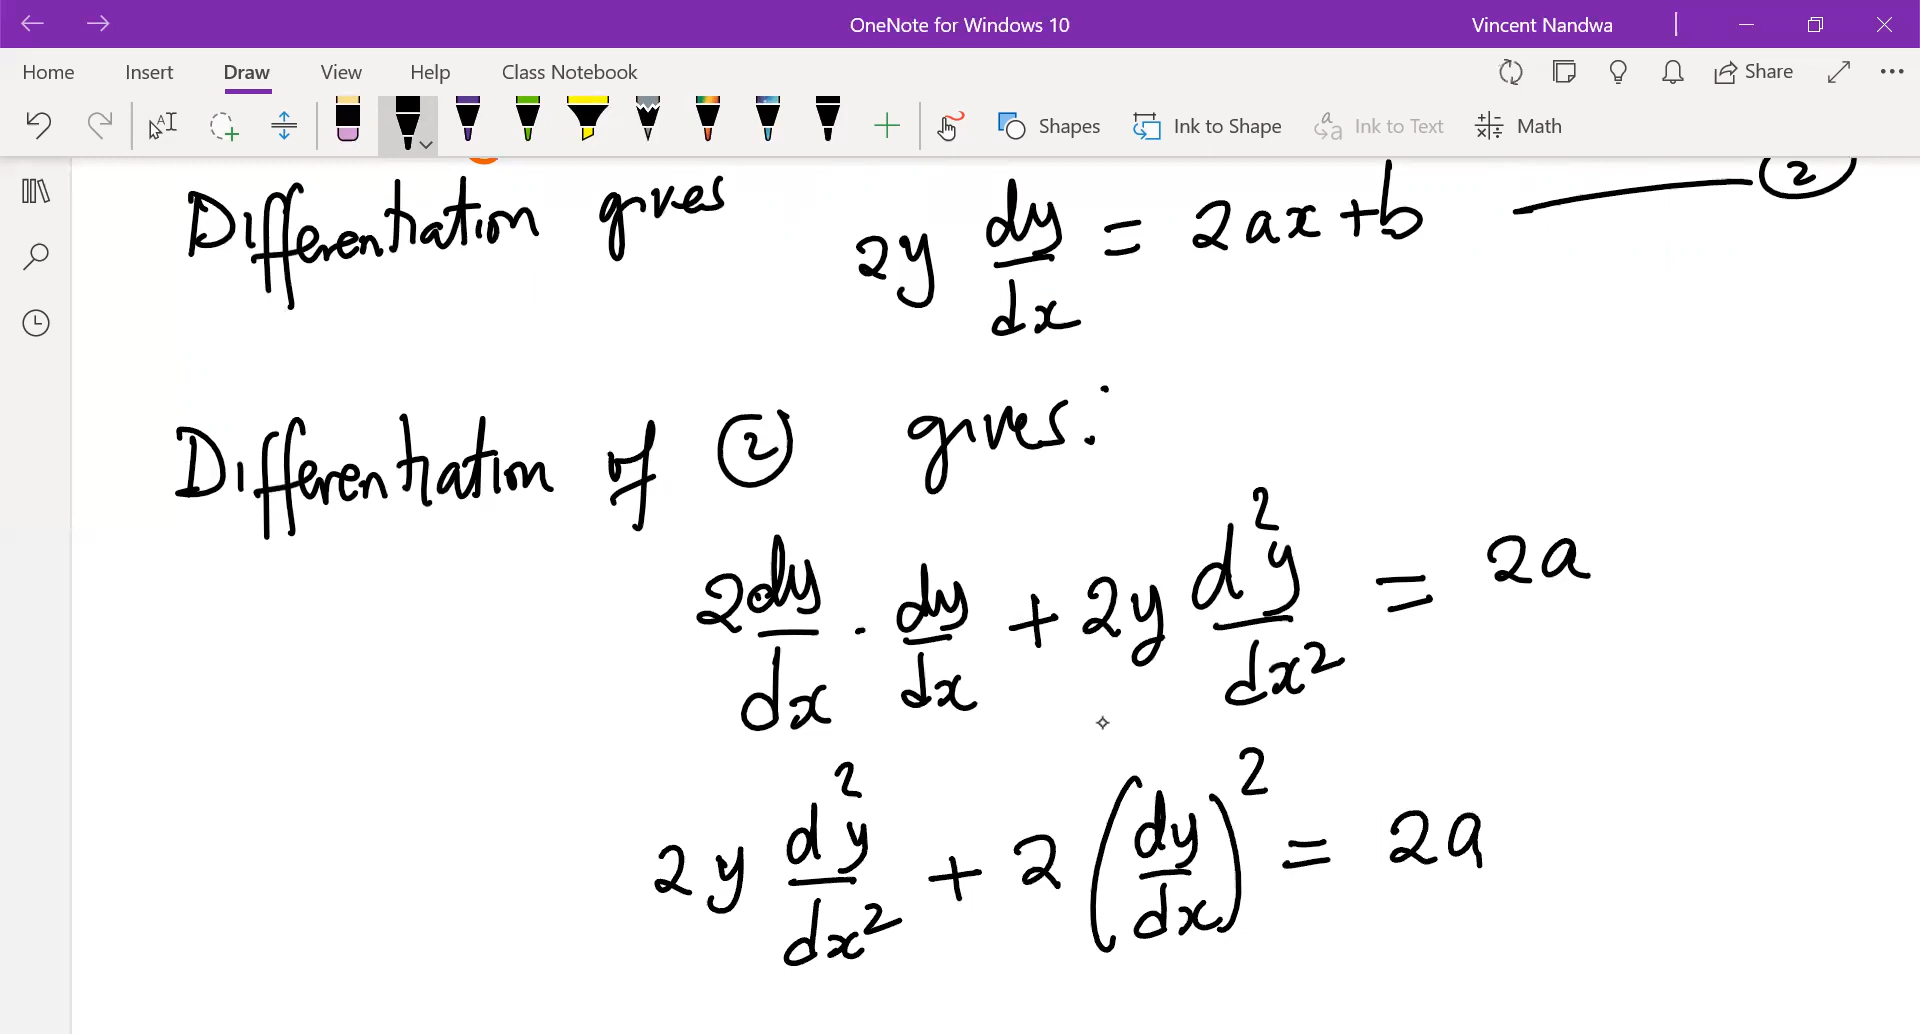 OneNote for Windows 10
Vincent Nandwa
Home Insert Draw View Help Class Notebook
Share
Shapes Ink to Shape Ink to Text Math
Differentiation gives 2y dy/dx = 2ax + b ——— ②
Differentiation of ② gives:
2dy/dx · dy/dx + 2y d²y/dx² = 2a
2y d²y/dx² + 2(dy/dx)² = 2a